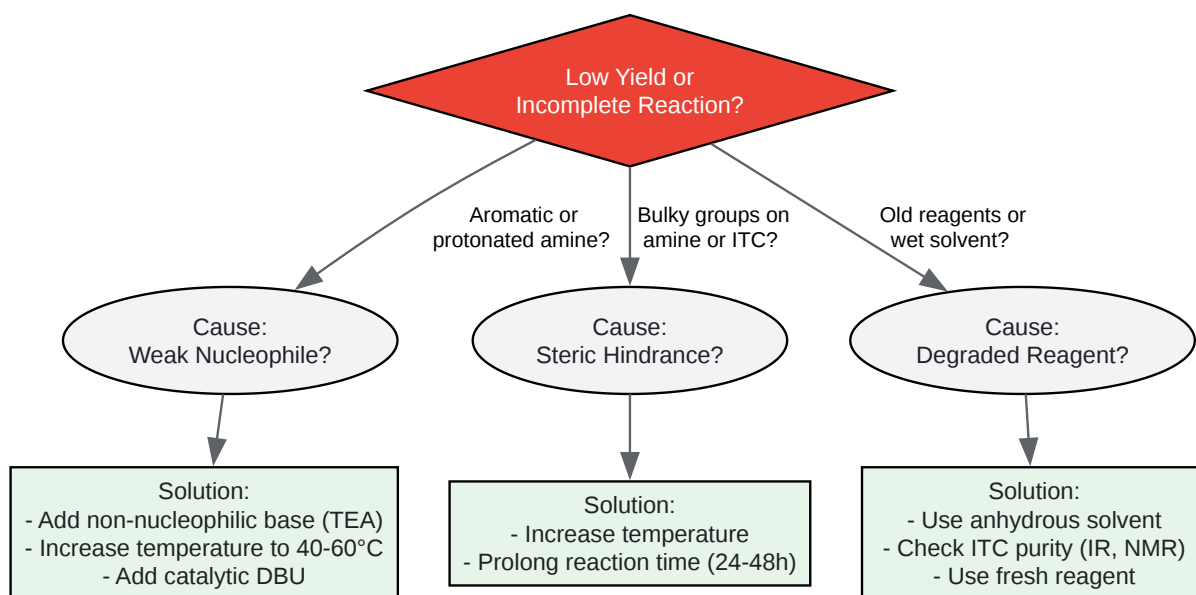 Low Yield or
Incomplete Reaction?
Aromatic or
protonated amine?
Bulky groups on
amine or ITC?
Old reagents or
wet solvent?
Cause:
Weak Nucleophile?
Cause:
Steric Hindrance?
Cause:
Degraded Reagent?
Solution:
- Add non-nucleophilic base (TEA)
- Increase temperature to 40-60°C
- Add catalytic DBU
Solution:
- Increase temperature
- Prolong reaction time (24-48h)
Solution:
- Use anhydrous solvent
- Check ITC purity (IR, NMR)
- Use fresh reagent